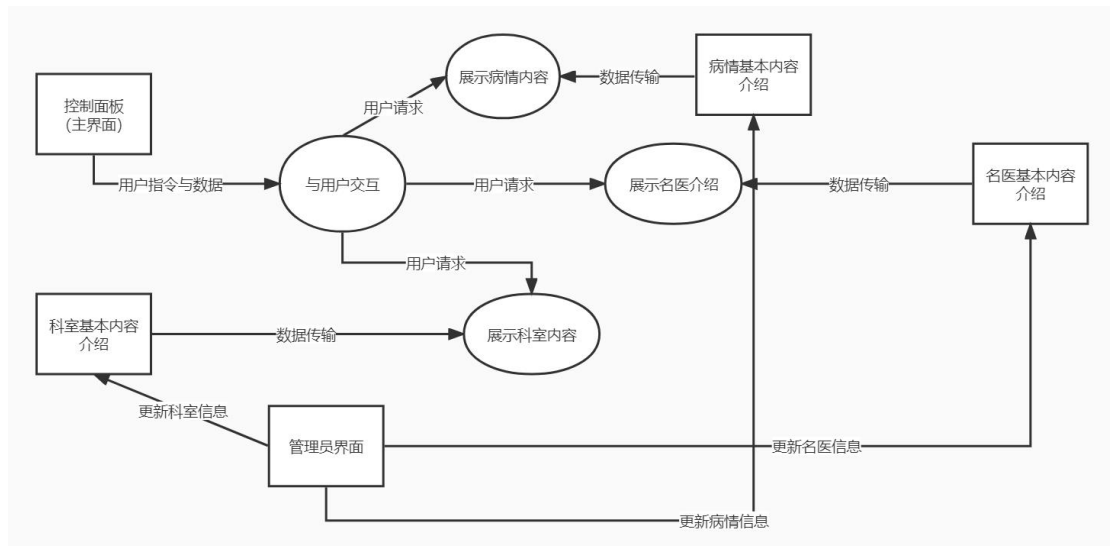 展示病情内容
数据传输
病情基本内容
介绍
控制面板
(主界面)
用户请求
用户指令与数据
与用户交互
用户请求
展示名医介绍
数据传输
名医基本内容
介绍
用户请求
科室基本内容
介绍
数据传输
展示科室内容
更新科室信息
管理员界面
更新名医信息
更新病情信息